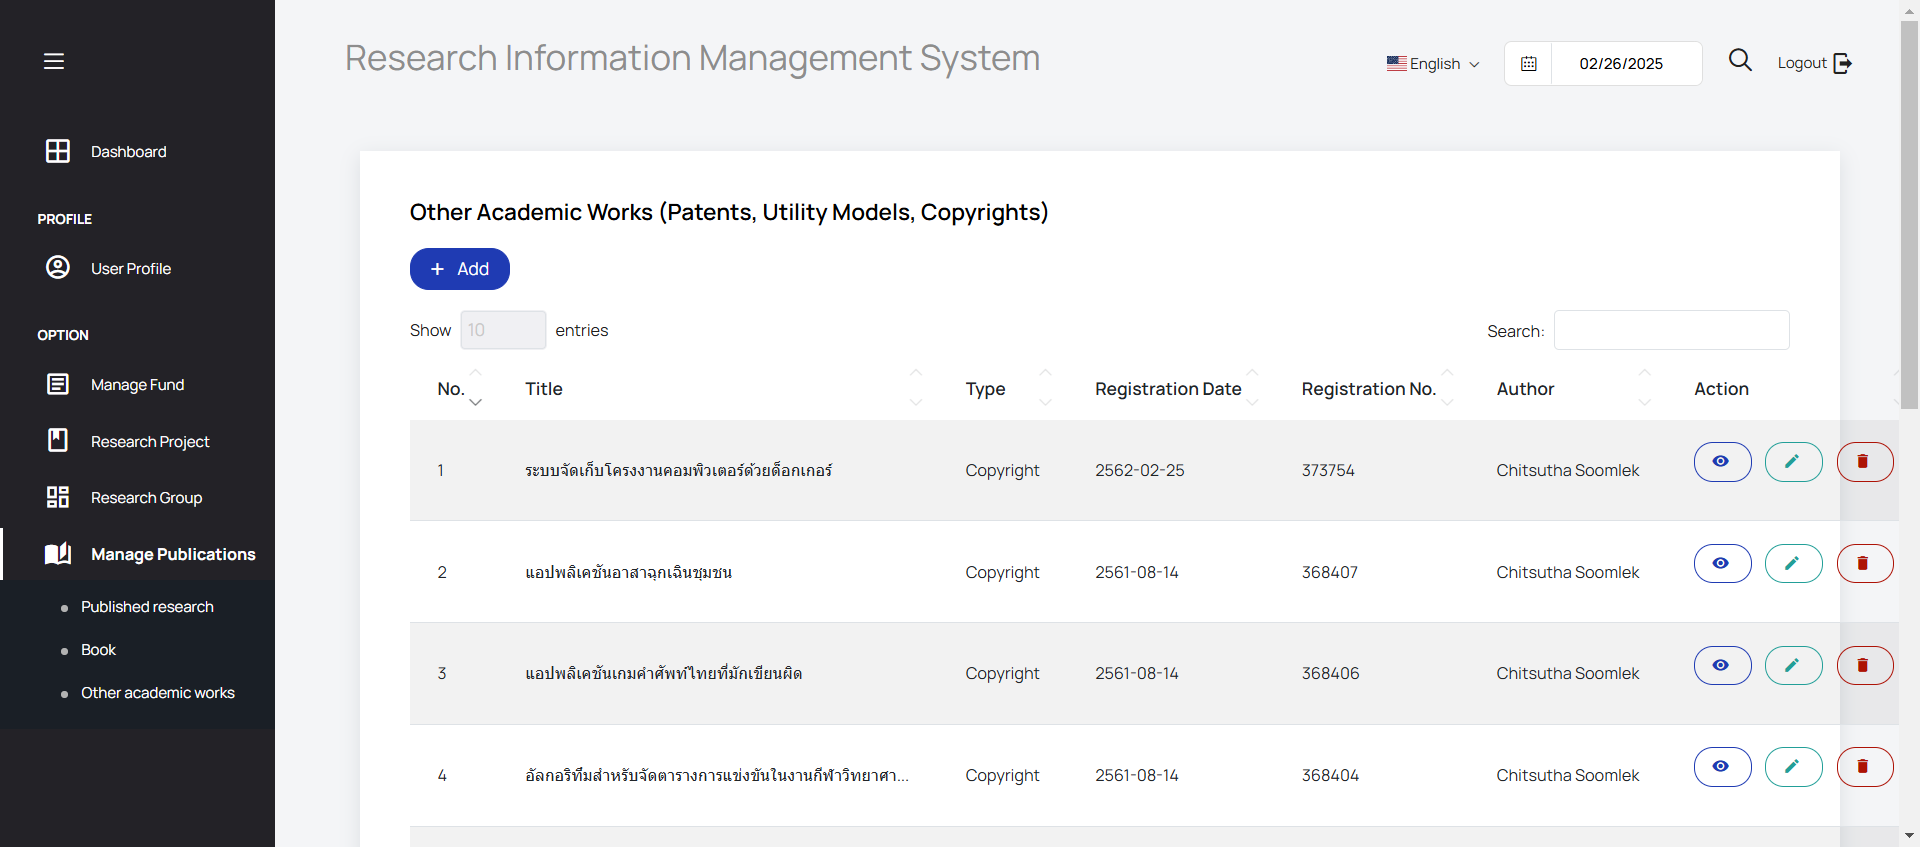 Research Information Management System
English
02/26/2025
Logout
Dashboard
PROFILE
User Profile
OPTION
Manage Fund
Research Project
Research Group
Manage Publications
Published research
Book
Other academic works
Other Academic Works (Patents, Utility Models, Copyrights)
+ Add
Show 10 entries
Search:
No. Title Type Registration Date Registration No. Author Action
1 ระบบจัดเก็บโครงงานคอมพิวเตอร์ด้วยด็อกเกอร์ Copyright 2562-02-25 373754 Chitsutha Soomlek
2 แอปพลิเคชันอาสาฉุกเฉินชุมชน Copyright 2561-08-14 368407 Chitsutha Soomlek
3 แอปพลิเคชันเกมคำศัพท์ไทยที่มักเขียนผิด Copyright 2561-08-14 368406 Chitsutha Soomlek
4 อัลกอริทึมสำหรับจัดตารางการแข่งขันในงานกีฬาวิทยาศา... Copyright 2561-08-14 368404 Chitsutha Soomlek